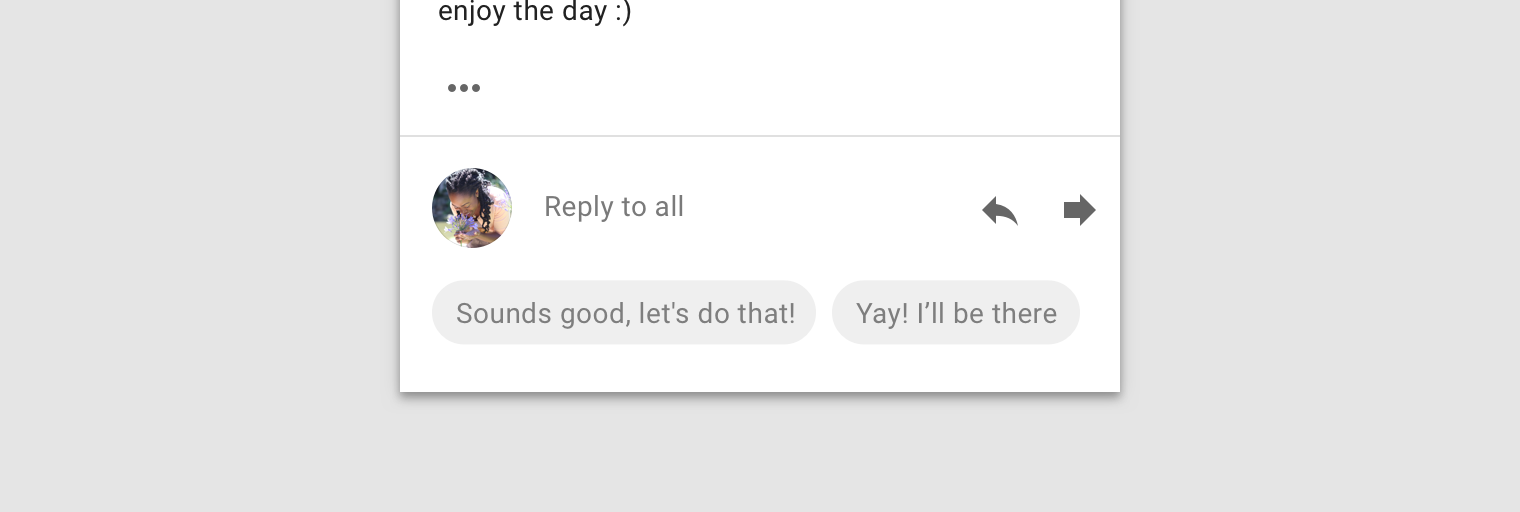 enjoy the day :)
Reply to all
Sounds good, let's do that!
Yay! I’ll be there